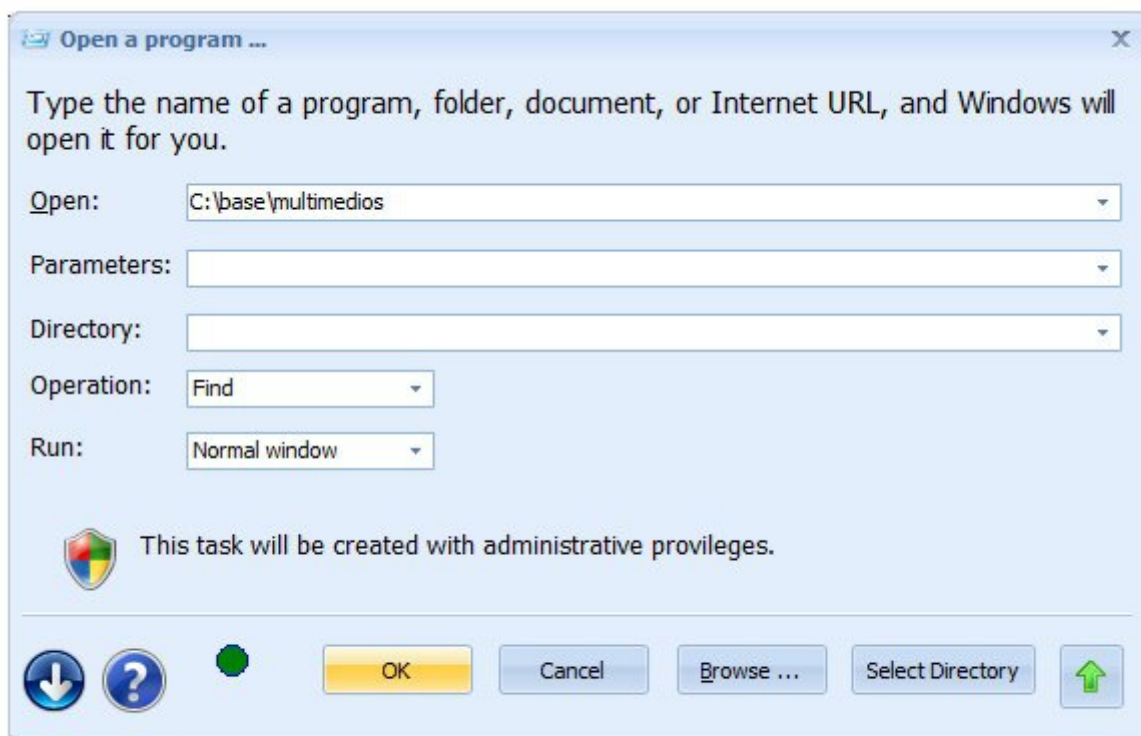 Open a program ...
Type the name of a program, folder, document, or Internet URL, and Windows will
open it for you.
Open: C:\base\multimedios
Parameters:
Directory:
Operation: Find
Run: Normal window
This task will be created with administrative provileges.
OK Cancel Browse ... Select Directory